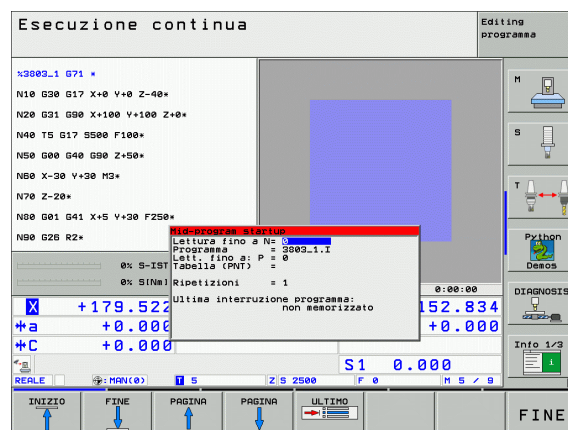 Esecuzione continua
Editing
programma
%3803_1 G71 *
N10 G30 G17 X+0 Y+0 Z-40*
N20 G31 G90 X+100 Y+100 Z+0*
N40 T5 G17 S500 F100*
N50 G00 G40 G90 Z+50*
N60 X-30 Y+30 M3*
N70 Z-20*
N80 G01 G41 X+5 Y+30 F250*
N90 G26 R2*
Mid-program startup
Lettura fino a N= 0
Programma = 3803_1.I
Lett. fino a: P = 0
Tabella (PNT) =
Ripetizioni = 1
Ultima interruzione programma:
non memorizzato
0% S-IST
0% S[Nm]
0:00:00
X +179.522
152.834
*a +0.000
+0.000
*C +0.000
S1 0.000
REALE
: MAN(0)
T 5
Z S 2500
F 0
M 5 / 9
M
S
T
Python
Demos
DIAGNOSIS
Info 1/3
INIZIO
FINE
PAGINA
PAGINA
ULTIMO
FINE